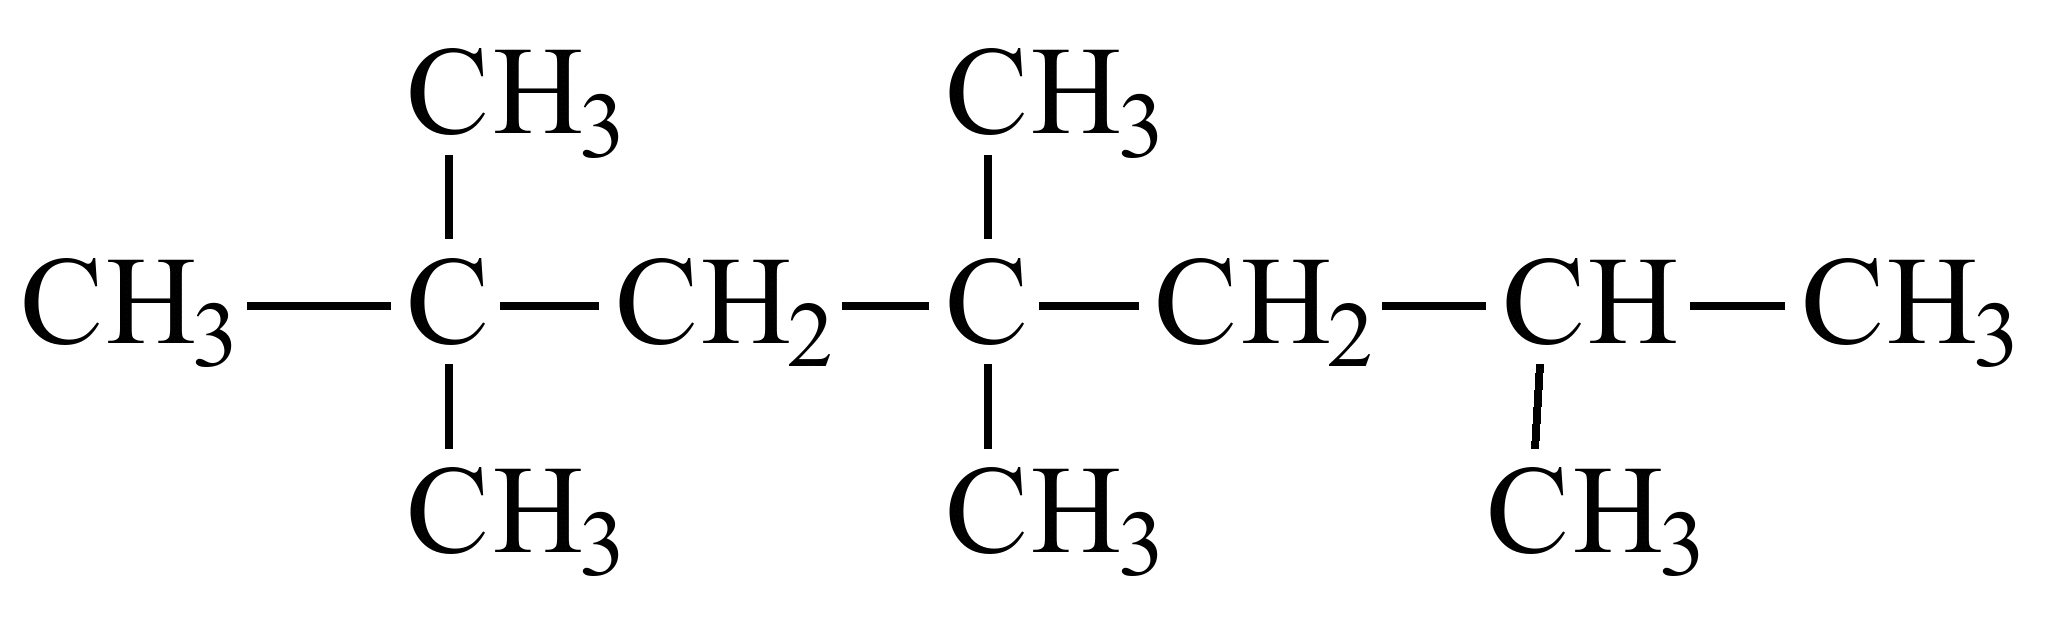 CH3 CH3
CH3 — C — CH2 — C — CH2 — CH — CH3
CH3 CH3 CH3